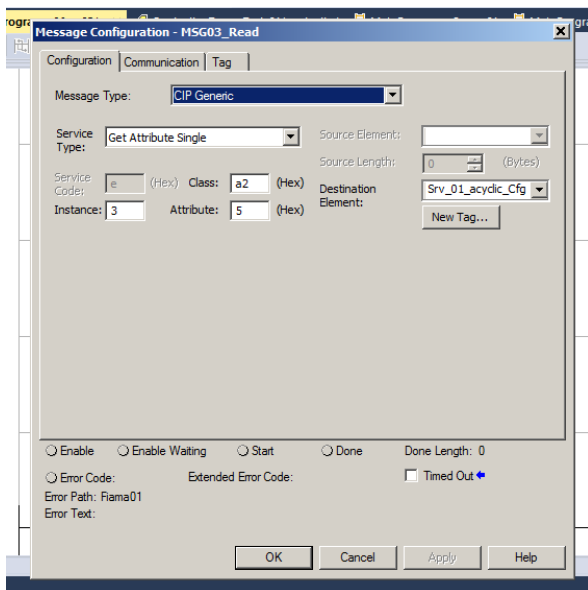 Message Configuration - MSG03_Read
Configuration Communication Tag
Message Type: CIP Generic
Service Type: Get Attribute Single
Source Element:
Source Length: 0 (Bytes)
Service Code: e (Hex) Class: a2 (Hex)
Destination Element: Srv_01_acydic_Cfg
Instance: 3 Attribute: 5 (Hex)
New Tag...
Enable Enable Waiting Start Done Done Length: 0
Error Code: Extended Error Code: Timed Out
Error Path: Fiama01
Error Text:
OK Cancel Apply Help